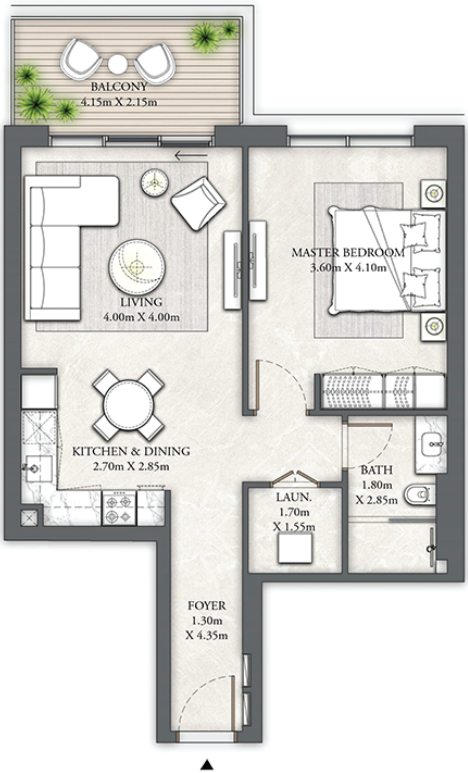 BALCONY
4.15m X 2.15m
MASTER BEDROOM
3.60m X 4.10m
LIVING
4.00m X 4.00m
KITCHEN & DINING
2.70m X 2.85m
BATH
1.80m
X 2.85m
LAUN.
1.70m
X 1.55m
FOYER
1.30m
X 4.35m